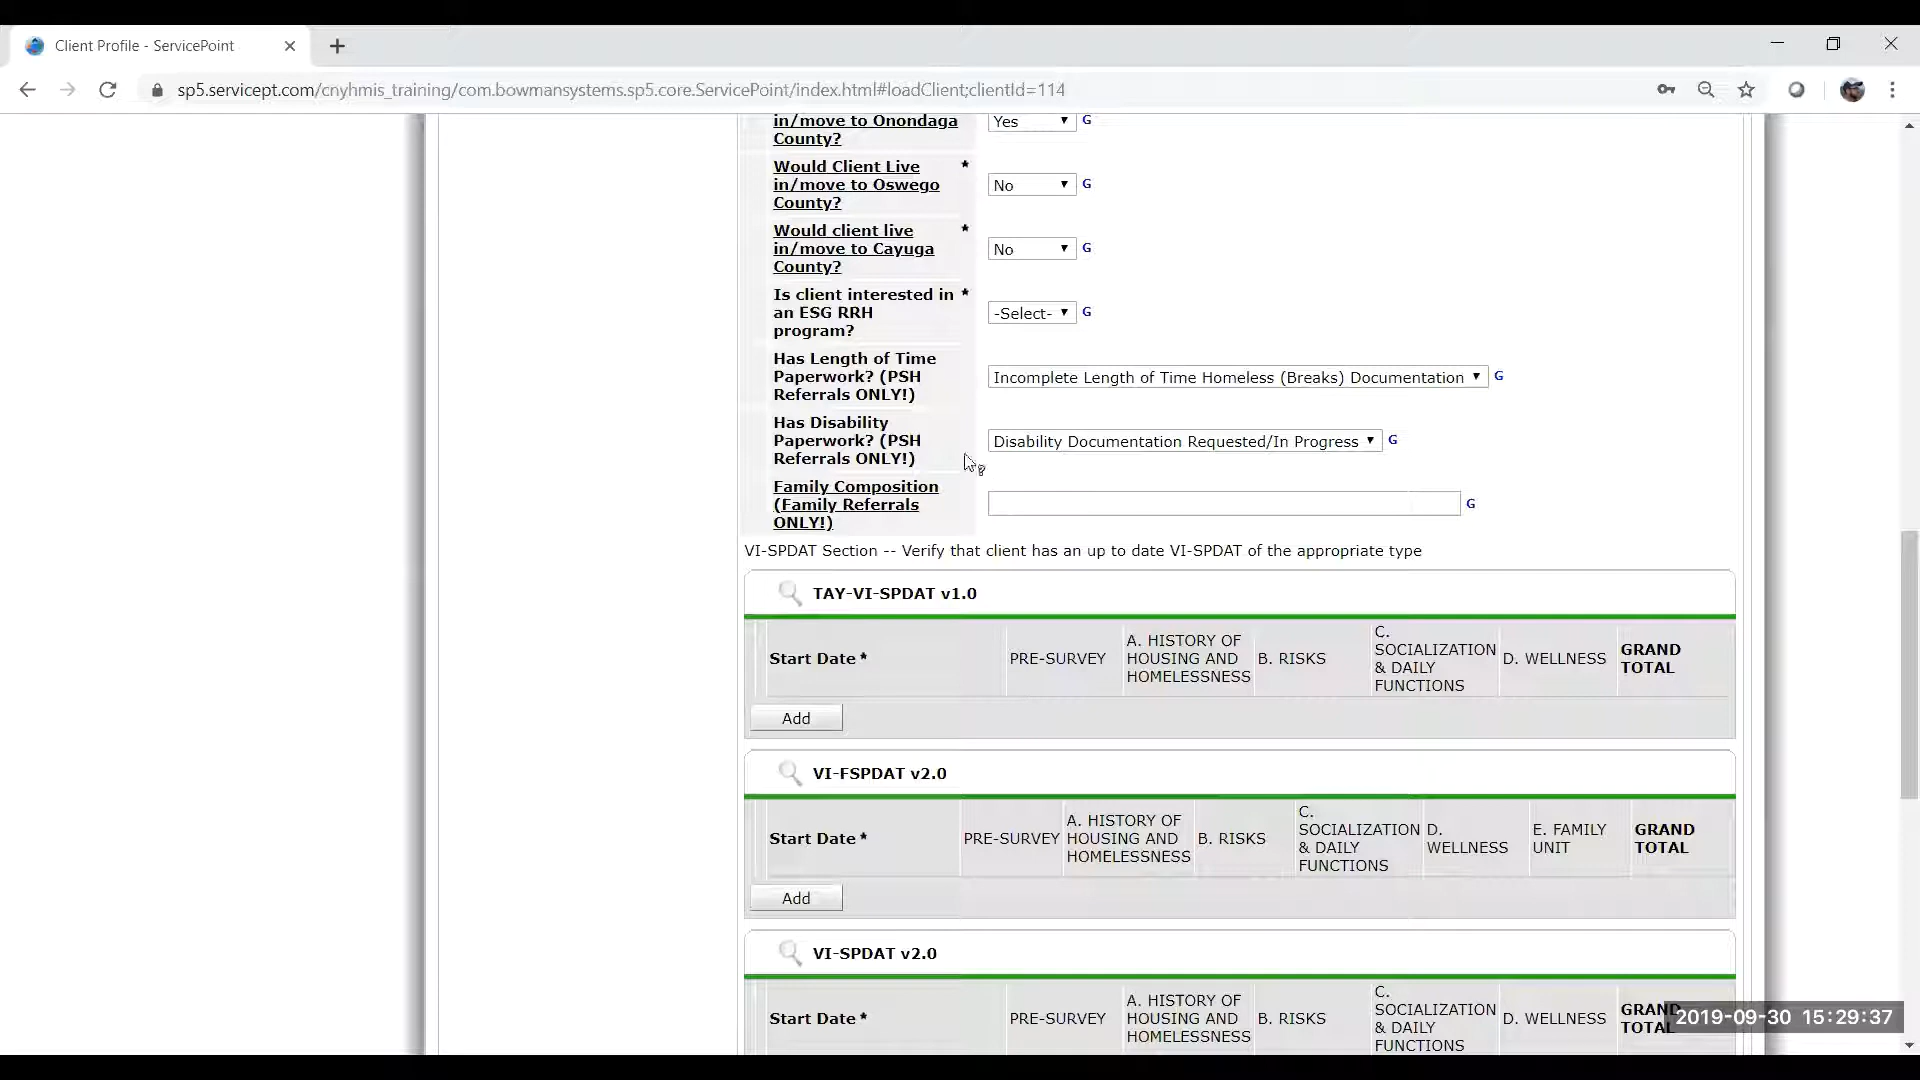 Client Profile - ServicePoint
sp5.servicept.com/cnyhmis_training/com.bowmansystems.sp5.core.ServicePoint/index.html#loadClient;clientId=114
in/move to Onondaga
County?
Yes G
Would Client Live *
in/move to Oswego
County?
No G
Would client live *
in/move to Cayuga
County?
No G
Is client interested in *
an ESG RRH
program?
-Select- G
Has Length of Time
Paperwork? (PSH
Referrals ONLY!)
Incomplete Length of Time Homeless (Breaks) Documentation G
Has Disability
Paperwork? (PSH
Referrals ONLY!)
Disability Documentation Requested/In Progress G
Family Composition
(Family Referrals
ONLY!)
G
VI-SPDAT Section -- Verify that client has an up to date VI-SPDAT of the appropriate type
TAY-VI-SPDAT v1.0
Start Date *
PRE-SURVEY
A. HISTORY OF
HOUSING AND
HOMELESSNESS
B. RISKS
C.
SOCIALIZATION
& DAILY
FUNCTIONS
D. WELLNESS
GRAND
TOTAL
Add
VI-FSPDAT v2.0
Start Date *
PRE-SURVEY
A. HISTORY OF
HOUSING AND
HOMELESSNESS
B. RISKS
C.
SOCIALIZATION
& DAILY
FUNCTIONS
D.
WELLNESS
E. FAMILY
UNIT
GRAND
TOTAL
Add
VI-SPDAT v2.0
Start Date *
PRE-SURVEY
A. HISTORY OF
HOUSING AND
HOMELESSNESS
B. RISKS
C.
SOCIALIZATION
& DAILY
FUNCTIONS
D. WELLNESS
GRAND
TOTAL
2019-09-30 15:29:37